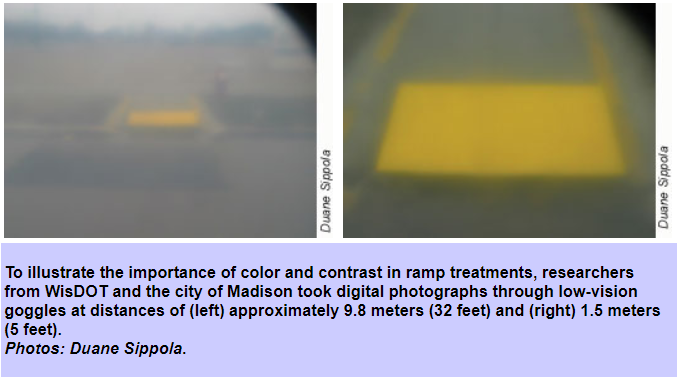 Duane Sippola
Duane Sippola
To illustrate the importance of color and contrast in ramp treatments, researchers
from WisDOT and the city of Madison took digital photographs through low-vision
goggles at distances of (left) approximately 9.8 meters (32 feet) and (right) 1.5 meters
(5 feet).
Photos: Duane Sippola.